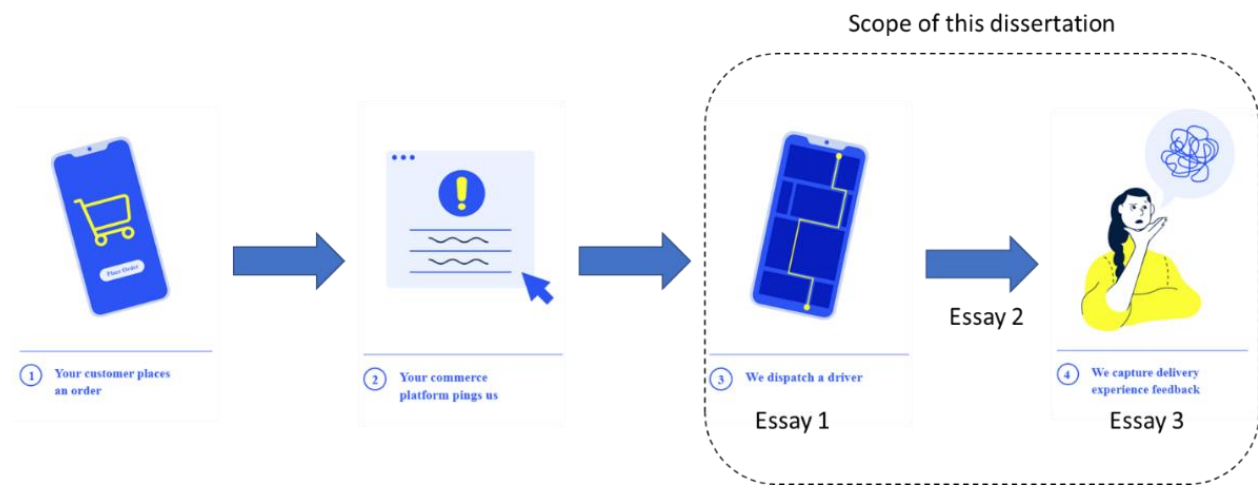 Scope of this dissertation
Place Order
1 Your customer places
an order
2 Your commerce
platform pings us
3 We dispatch a driver
Essay 1
Essay 2
4 We capture delivery
experience feedback
Essay 3